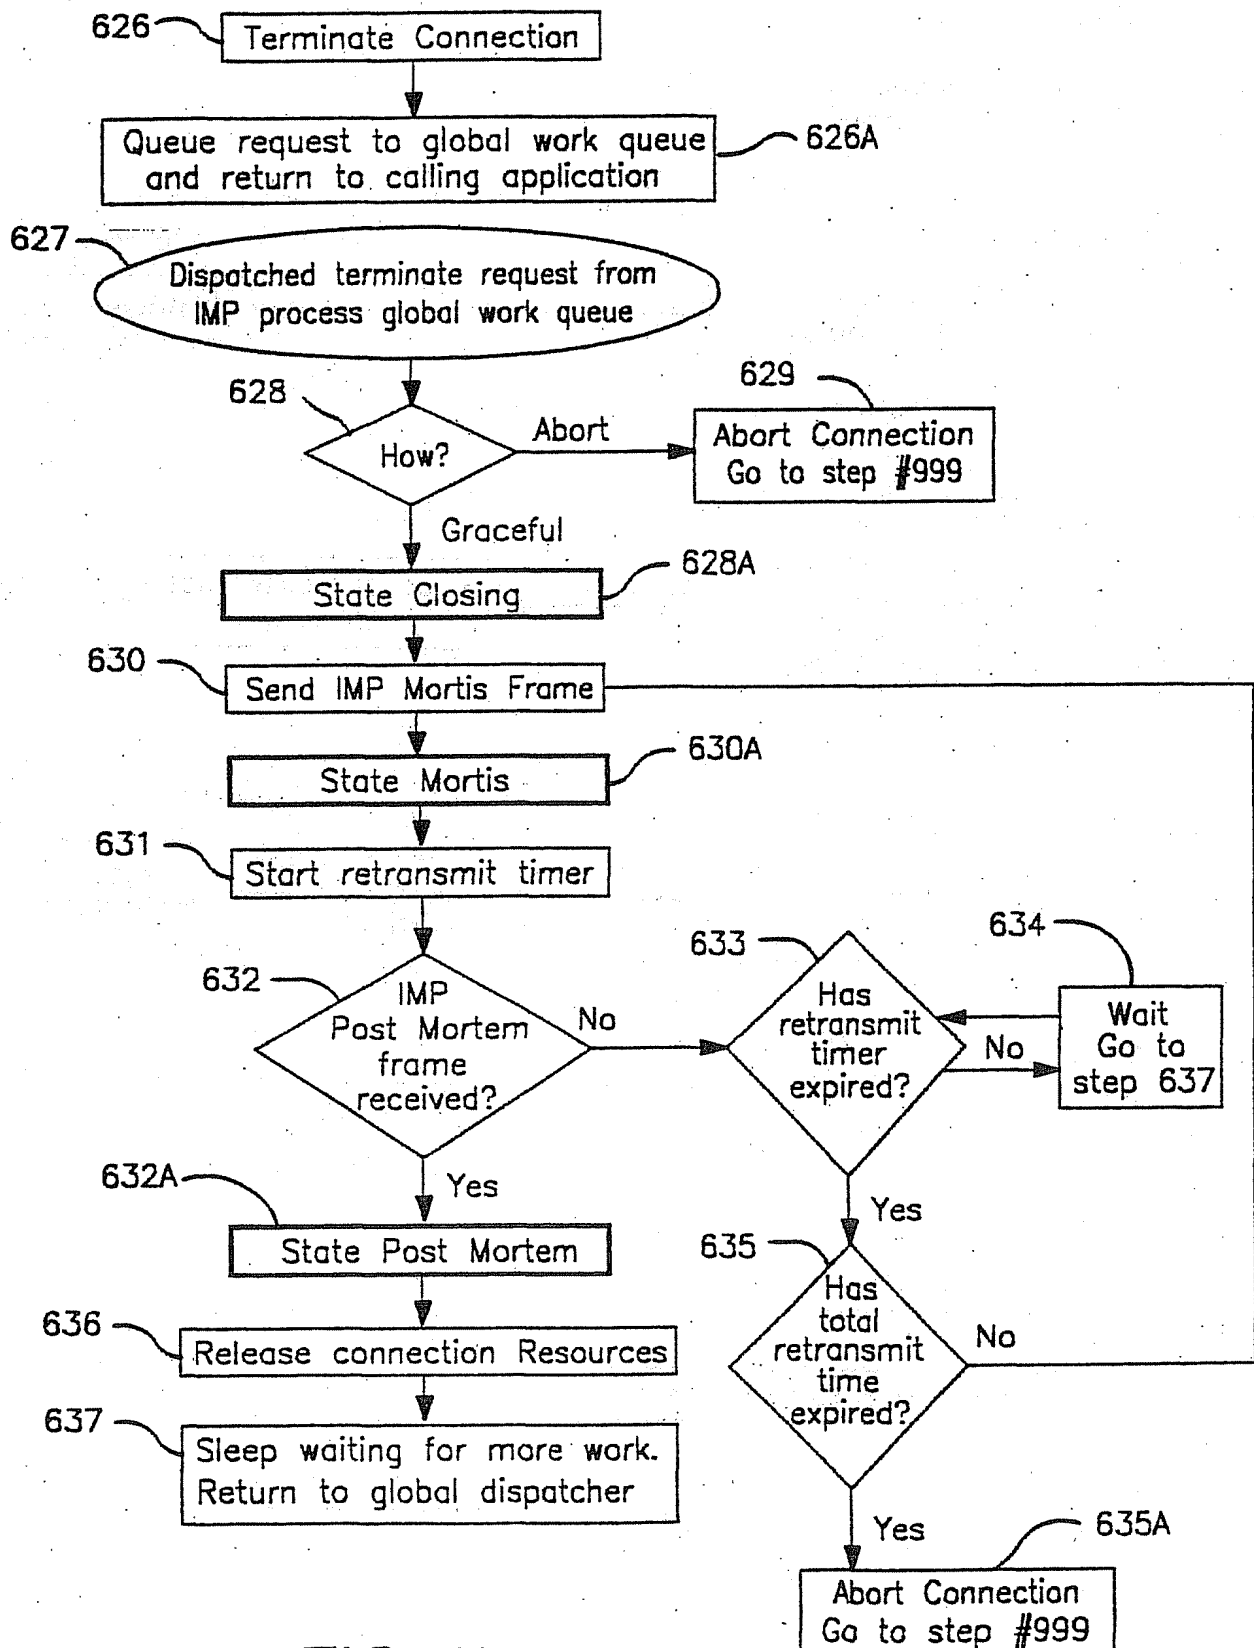 626
Terminate Connection
Queue request to global work queue
and return to calling application
626A
627
Dispatched terminate request from
IMP process global work queue
628
How?
Abort
629
Abort Connection
Go to step #999
Graceful
628A
State Closing
630
Send IMP Mortis Frame
630A
State Mortis
631
Start retransmit timer
632
IMP
Post Mortem
frame
received?
No
633
Has
retransmit
timer
expired?
No
634
Wait
Go to
step 637
Yes
632A
State Post Mortem
Yes
635
Has
total
retransmit
time
expired?
No
636
Release connection Resources
637
Sleep waiting for more work.
Return to global dispatcher
Yes
635A
Abort Connection
Go to step #999